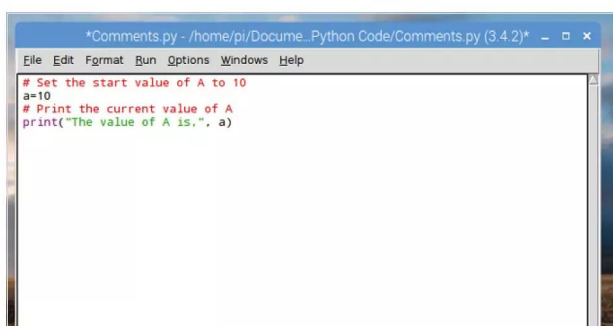 *Comments.py - /home/pi/Docume...Python Code/Comments.py (3.4.2)*
File Edit Format Run Options Windows Help
# Set the start value of A to 10
a=10
# Print the current value of A
print("The value of A is,", a)